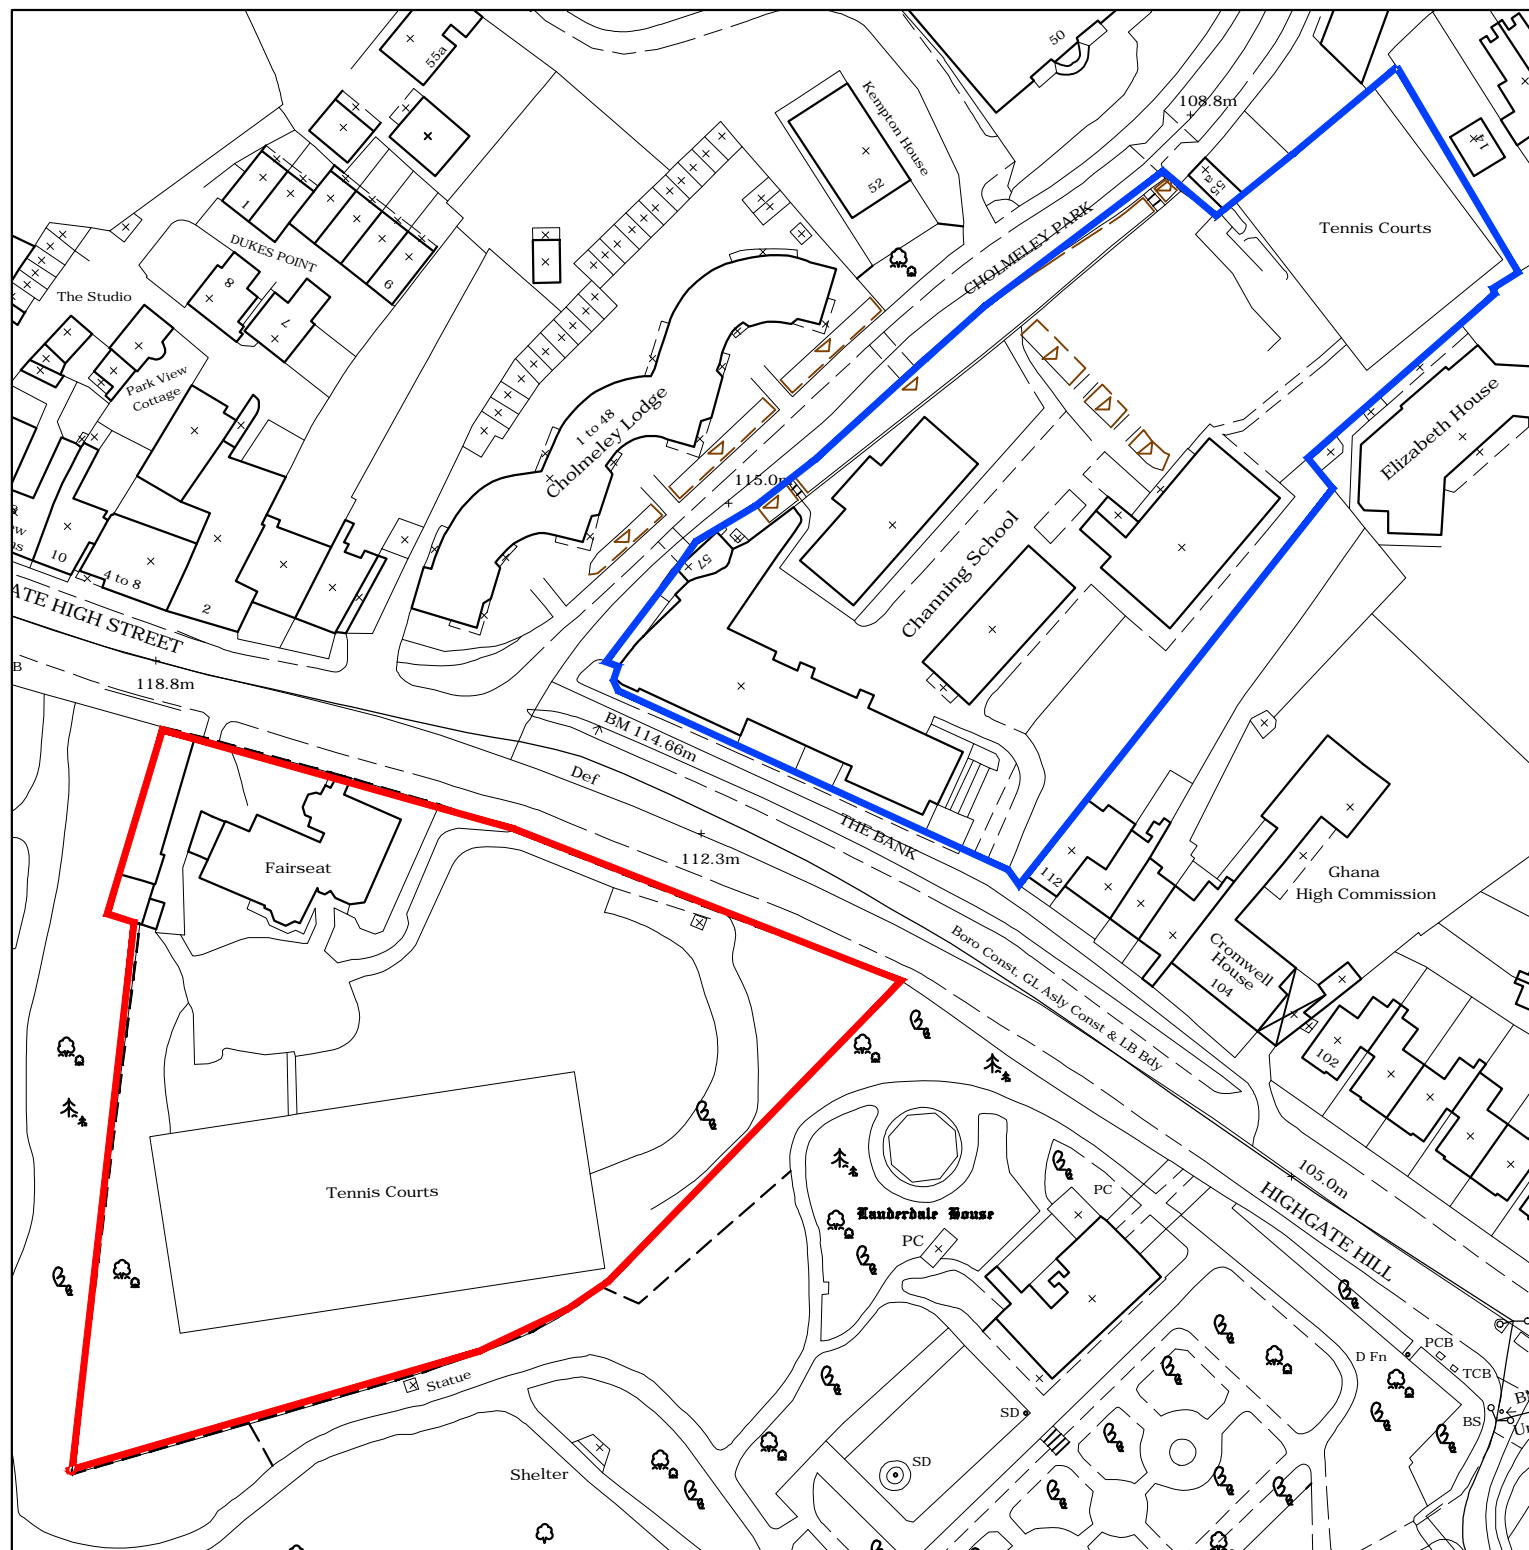 55a
50
Kempton House
52
108.8m
55a
14
Tennis Courts
1
DUKES POINT
6
8
7
The Studio
Park View
Cottage
CHOLMELEY PARK
1 to 48
Cholmeley Lodge
115.0m
Elizabeth House
10
4 to 8
2
57
Channing School
ATE HIGH STREET
B
118.8m
BM 114.66m
Def
THE BANK
112.3m
Fairseat
112
Ghana
High Commission
Boro Const, GL Asly Const & LB Bdy
Cromwell
House
104
102
105.0m
HIGHGATE HILL
Tennis Courts
Lauderdale House
PC
PC
Statue
Shelter
SD
SD
D Fn
PCB
TCB
BS